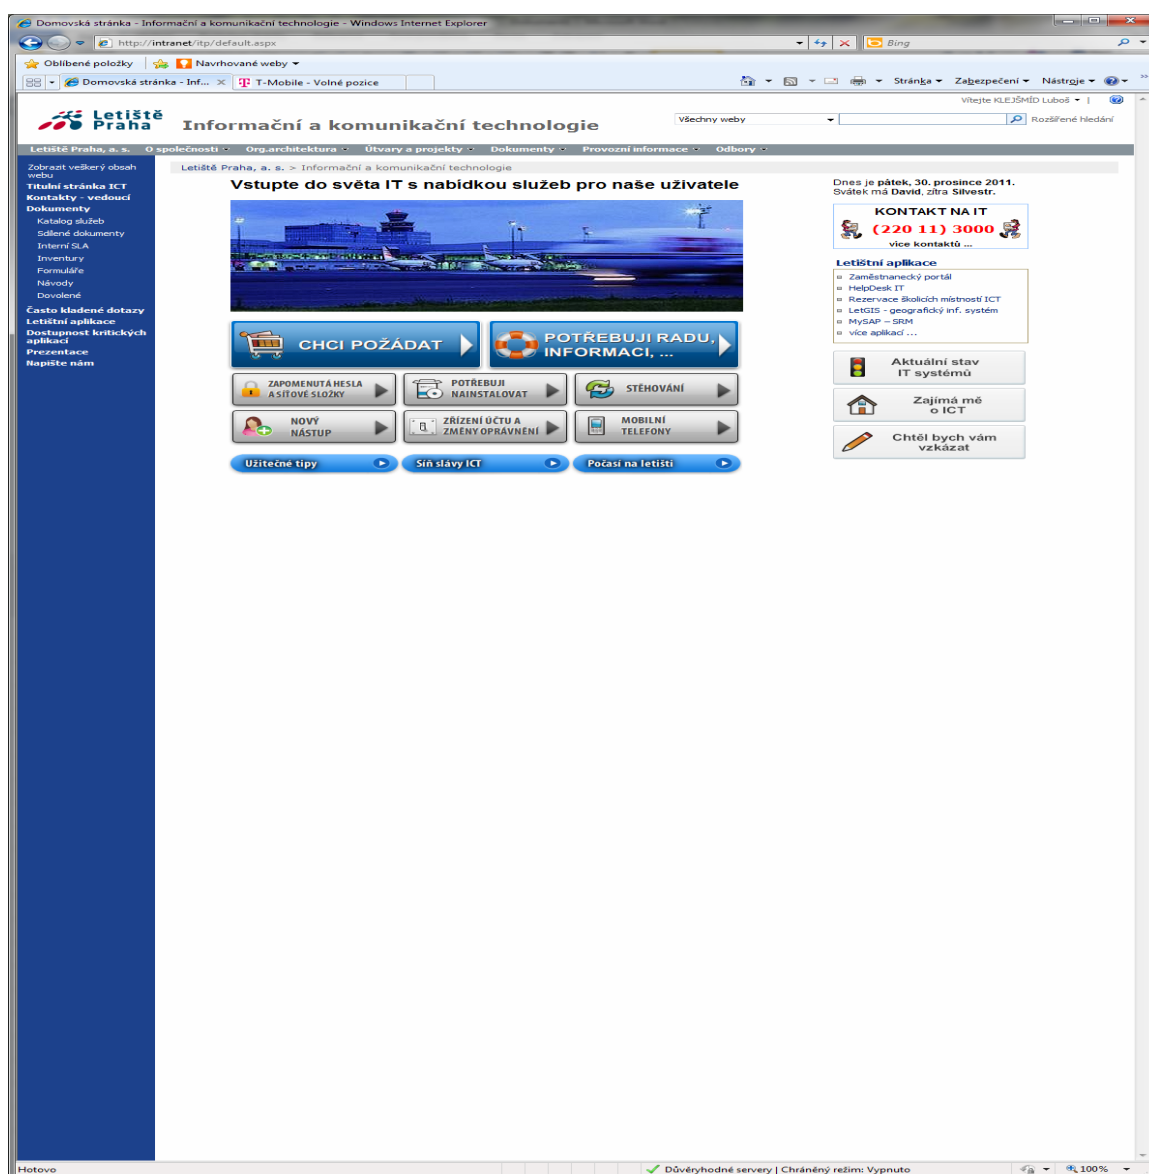 Domovská stránka - Informační a komunikační technologie - Windows Internet Explorer
http://intranet/itp/default.aspx
Bing
Oblíbené položky
Navrhované weby
Domovská stránka - Inf...
T-Mobile - Volné pozice
Stránka
Zabezpečení
Nástroje
Vítejte KLEJŠMÍD Luboš
Letiště
Praha
Informační a komunikační technologie
Všechny weby
Rozšířené hledání
Letiště Praha, a. s. O společnosti Org.architektura Útvary a projekty Dokumenty Provozní informace Odbory
Zobrazit veškerý obsah
webu
Titulní stránka ICT
Kontakty - vedoucí
Dokumenty
Katalog služeb
Sdílené dokumenty
Interní SLA
Inventury
Formuláře
Návody
Dovolené
Často kladené dotazy
Letištní aplikace
Dostupnost kritických
aplikací
Prezentace
Napište nám
Letiště Praha, a. s. > Informační a komunikační technologie
Vstupte do světa IT s nabídkou služeb pro naše uživatele
CHCI POŽÁDAT
POTŘEBUJI RADU,
INFORMACI, ...
ZAPOMENUTÁ HESLA
A SÍŤOVÉ SLOŽKY
POTŘEBUJI
NAINSTALOVAT
STĚHOVÁNÍ
NOVÝ
NÁSTUP
ZŘÍZENÍ ÚČTU A
ZMĚNY OPRÁVNĚNÍ
MOBILNÍ
TELEFONY
Užitečné tipy
Síň slávy ICT
Počasí na letišti
Dnes je pátek, 30. prosince 2011.
Svátek má David, zítra Silvestr.
KONTAKT NA IT
(220 11) 3000
více kontaktů ...
Letištní aplikace
Zaměstnanecký portál
HelpDesk IT
Rezervace školicích místností ICT
LetGIS - geografický inf. systém
MySAP – SRM
více aplikací ...
Aktuální stav
IT systémů
Zajímá mě
o ICT
Chtěl bych vám
vzkázat
Hotovo
Důvěryhodné servery | Chráněný režim: Vypnuto
100%